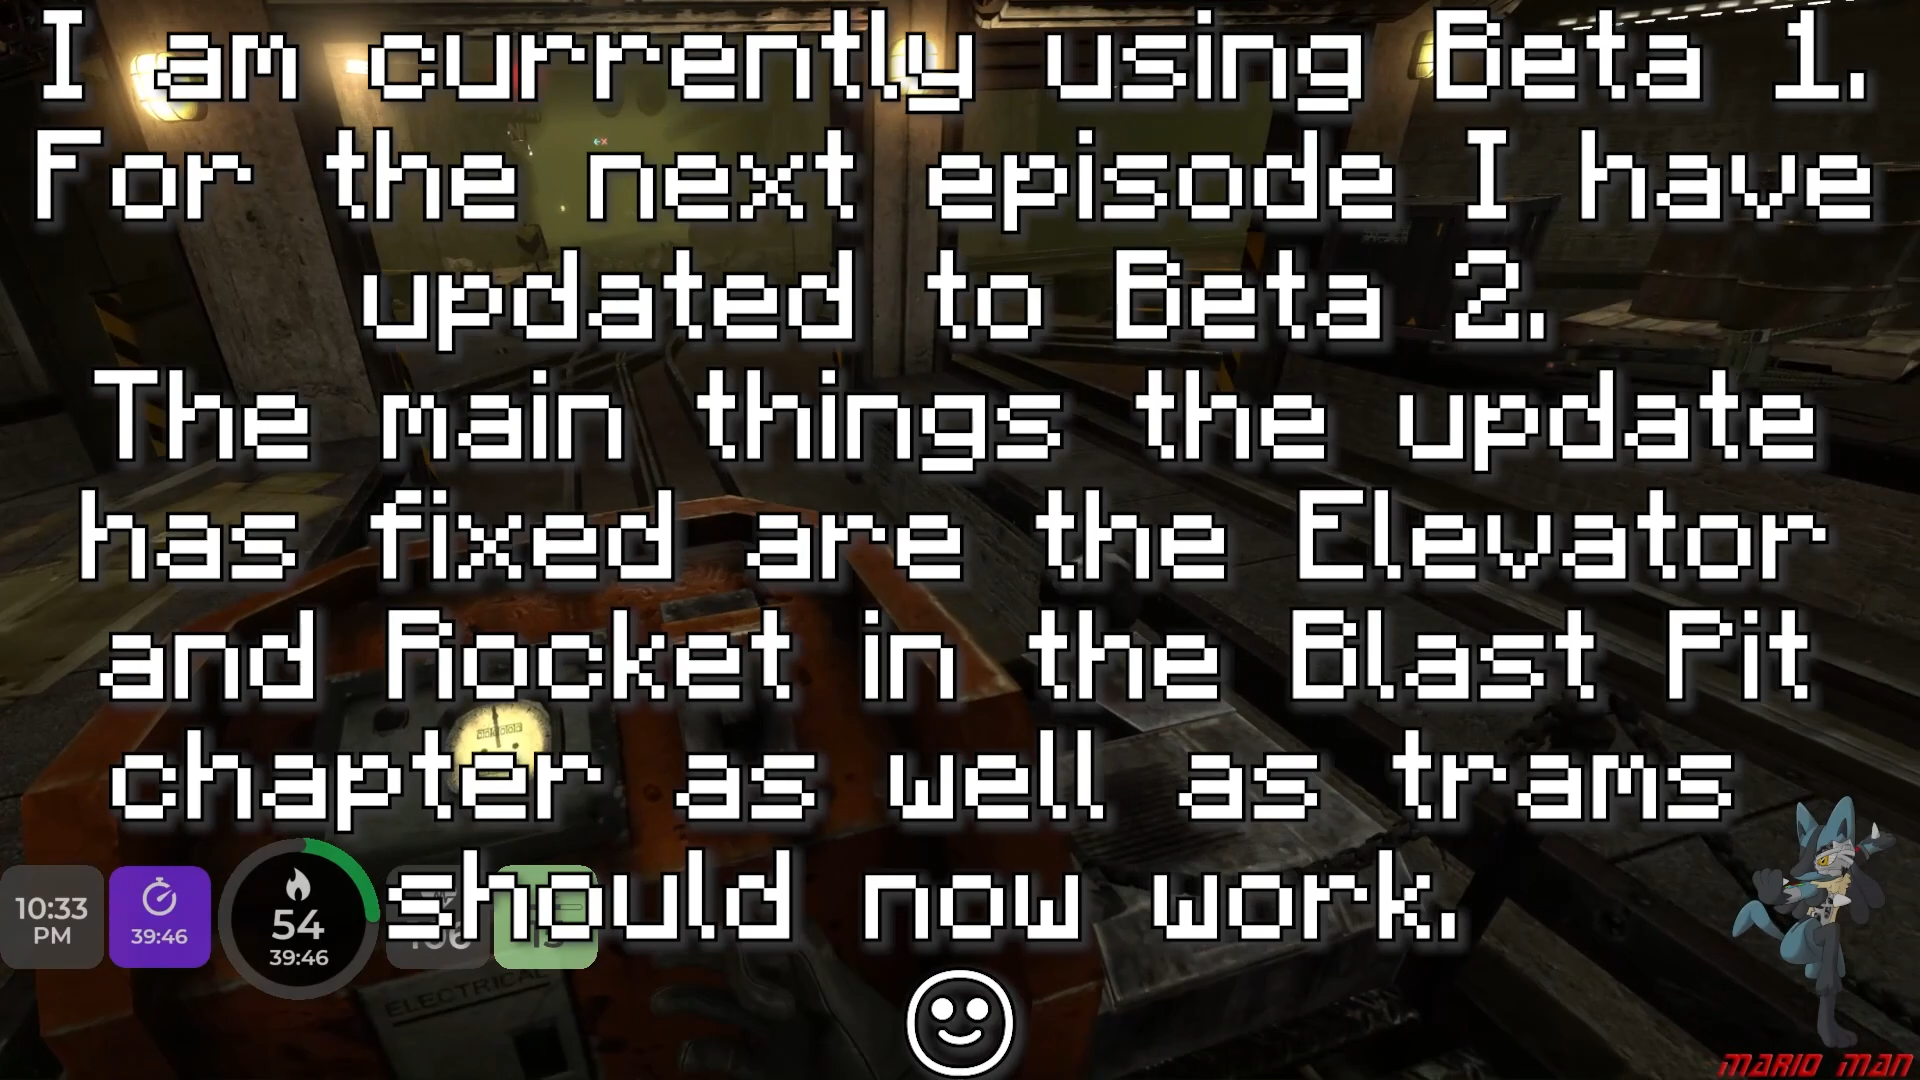 I am currently using Beta 1.
For the next episode I have
updated to Beta 2.
The main things the update
has fixed are the Elevator
and Rocket in the Blast Pit
chapter as well as trams
should now work.
10:33
PM
39:46
54
39:46
ELECTRICAL
MARIO MAN